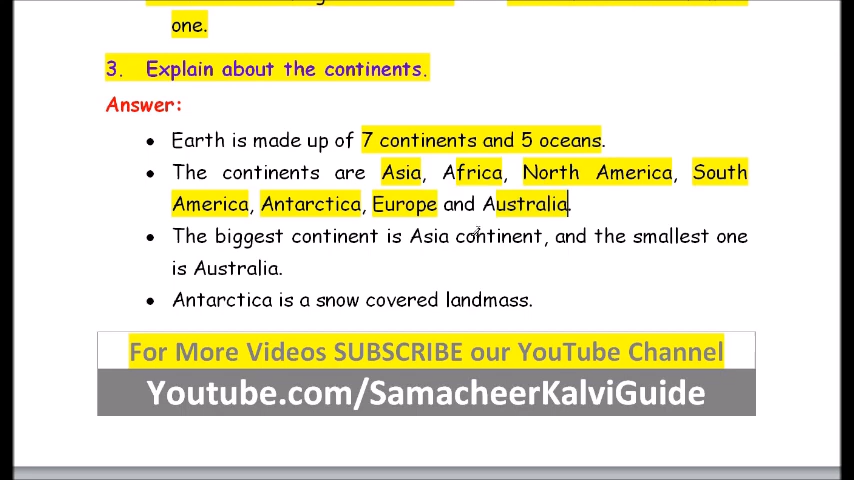 one.
3. Explain about the continents.
Answer:
• Earth is made up of 7 continents and 5 oceans.
• The continents are Asia, Africa, North America, South
America, Antarctica, Europe and Australia.
• The biggest continent is Asia continent, and the smallest one
is Australia.
• Antarctica is a snow covered landmass.
For More Videos SUBSCRIBE our YouTube Channel
Youtube.com/SamacheerKalviGuide